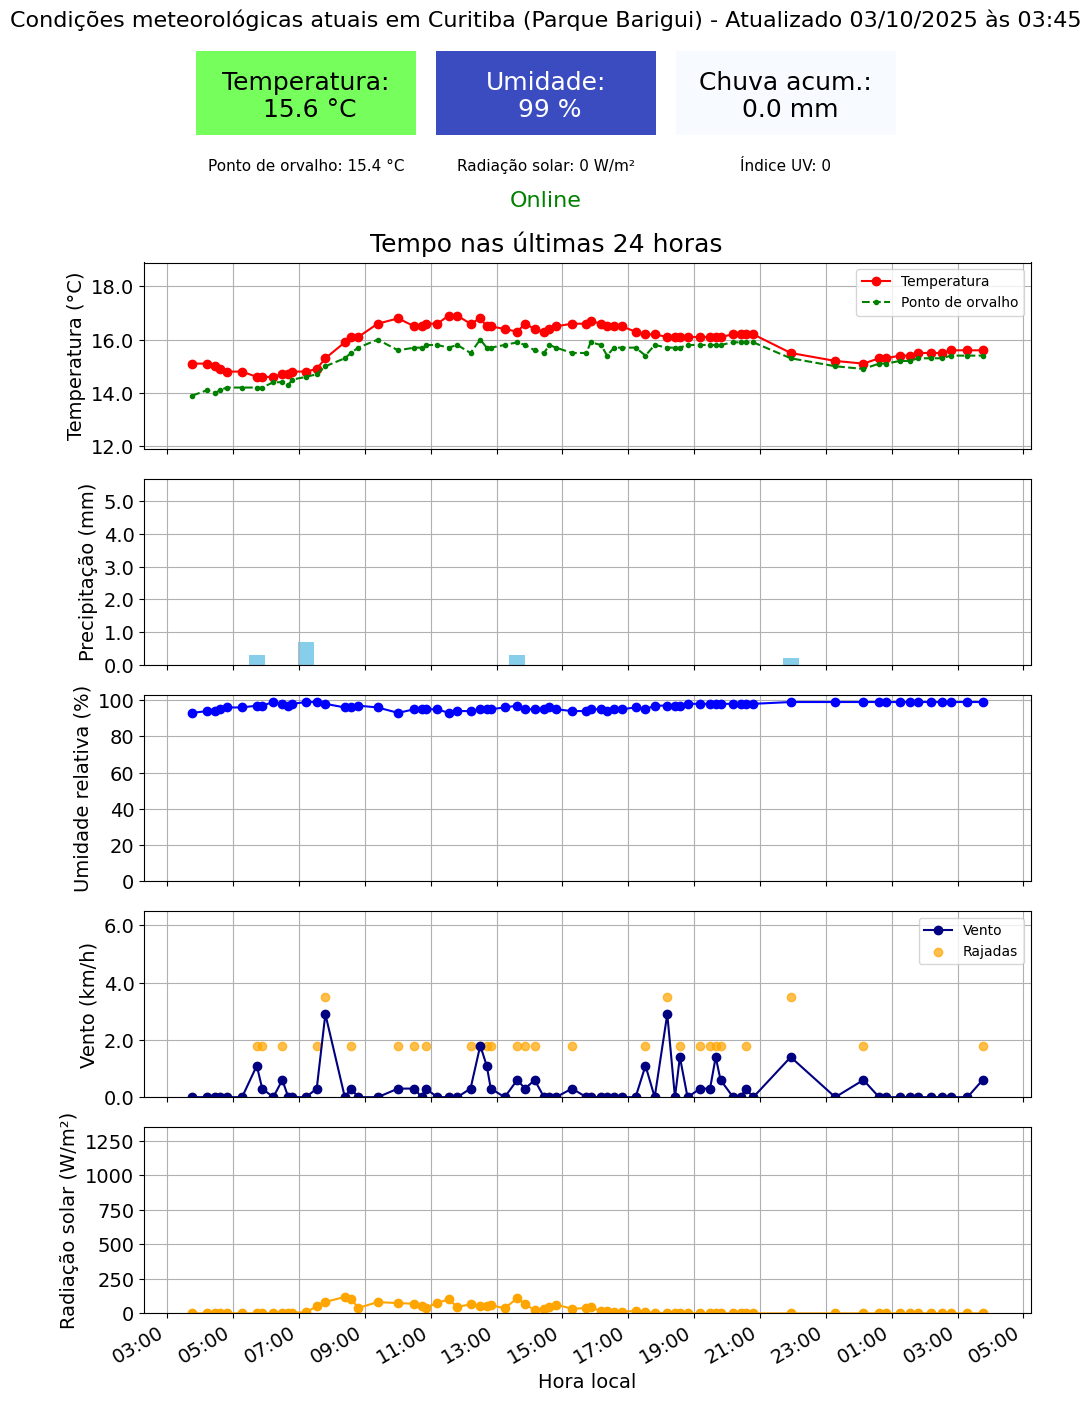 Condições meteorológicas atuais em Curitiba (Parque Barigui) - Atualizado 03/10/2025 às 03:45
Temperatura:
15.6 °C
Umidade:
99 %
Chuva acum.:
0.0 mm
Ponto de orvalho: 15.4 °C
Radiação solar: 0 W/m²
Índice UV: 0
Online
Tempo nas últimas 24 horas
Temperatura (°C)
18.0
16.0
14.0
12.0
Temperatura
Ponto de orvalho
Precipitação (mm)
5.0
4.0
3.0
2.0
1.0
0.0
Umidade relativa (%)
100
80
60
40
20
0
Vento (km/h)
6.0
4.0
2.0
0.0
Vento
Rajadas
Radiação solar (W/m²)
1250
1000
750
500
250
0
03:00
05:00
07:00
09:00
11:00
13:00
15:00
17:00
19:00
21:00
23:00
01:00
03:00
05:00
Hora local